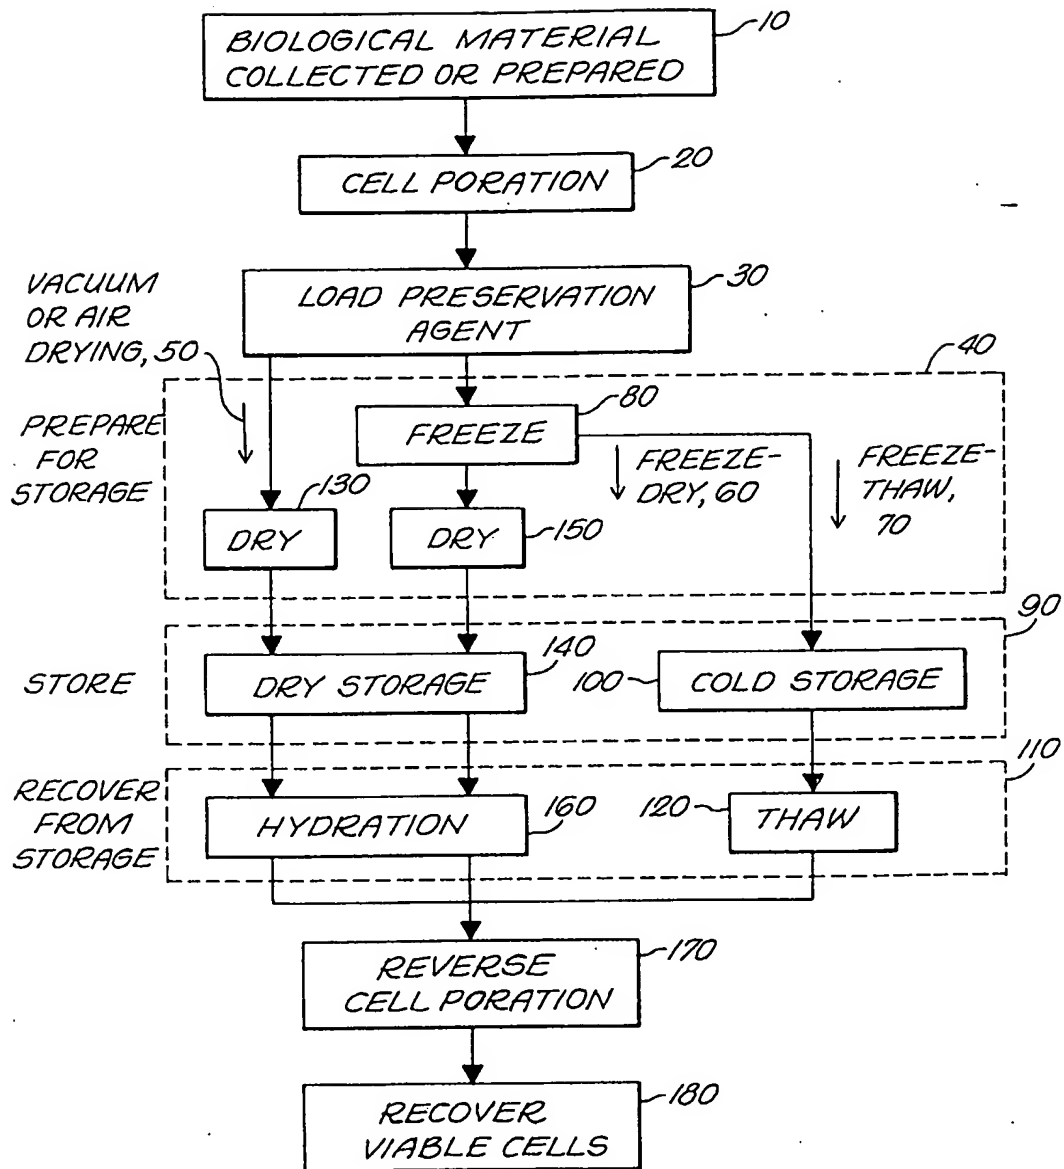 10
BIOLOGICAL MATERIAL
COLLECTED OR PREPARED
20
CELL PORATION
30
LOAD PRESERVATION
AGENT
VACUUM
OR AIR
DRYING, 50
40
80
FREEZE
PREPARE
FOR
STORAGE
FREEZE-
DRY, 60
FREEZE-
THAW,
70
130
DRY
150
DRY
90
STORE
140
DRY STORAGE
100
COLD STORAGE
110
RECOVER
FROM
STORAGE
160
HYDRATION
120
THAW
170
REVERSE
CELL PORATION
180
RECOVER
VIABLE CELLS